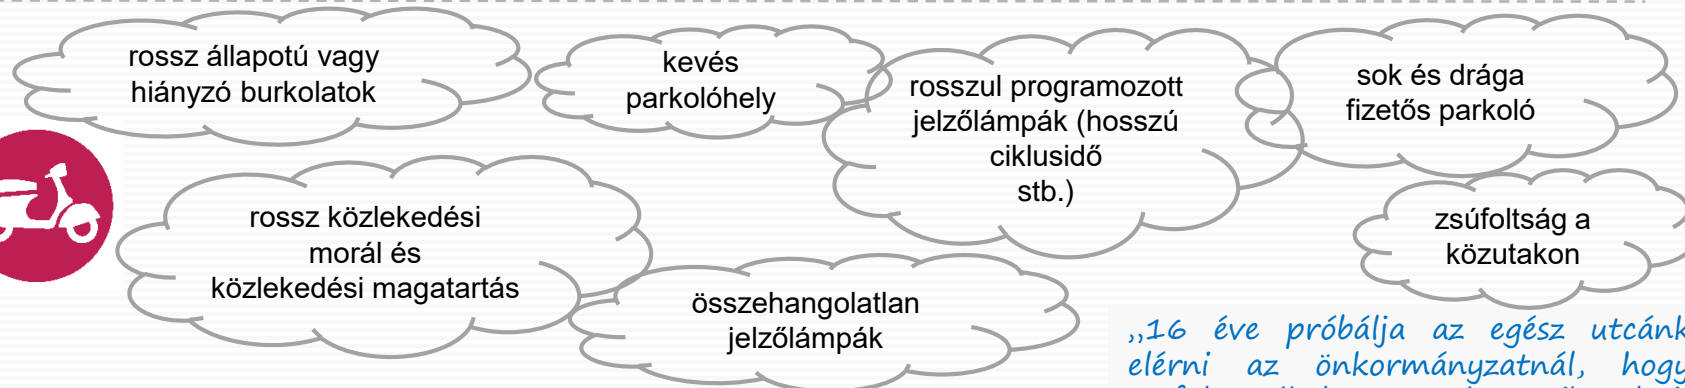 rossz állapotú vagy
hiányzó burkolatok
kevés
parkolóhely
rosszul programozott
jelzőlámpák (hosszú
ciklusidő
stb.)
sok és drága
fizetős parkoló
rossz közlekedési
morál és
közlekedési magatartás
összehangolatlan
jelzőlámpák
zsúfoltság a
közutakon
„16 éve próbálja az egész utcánk
elérni az önkormányzatnál, hogy